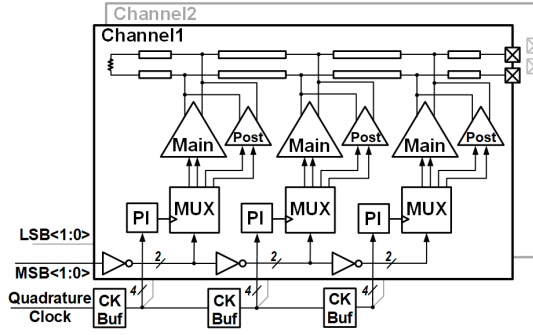 Channel2
Channel1
Main Post Main Post Main Post
PI MUX PI MUX PI MUX
LSB<1:0>
MSB<1:0> 2 2 2
Quadrature Clock
4 4 4
CK Buf CK Buf CK Buf